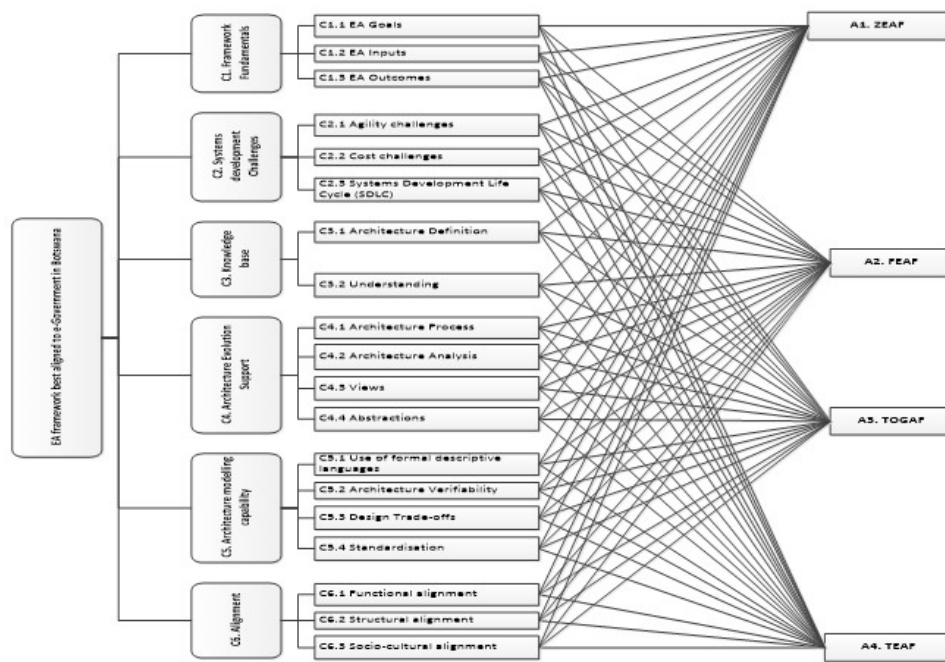 EA framework best aligned to e-Government in Botswana
C1. Framework
Fundamentals
C1.1 EA Goals
C1.2 EA Inputs
C1.3 EA Outcomes
C2. Systems
development
Challenges
C2.1 Agility challenges
C2.2 Cost challenges
C2.3 Systems Development Life
Cycle (SDLC)
C3. Knowledge
base
C3.1 Architecture Definition
C3.2 Understanding
C4. Architecture Evolution
Support
C4.1 Architecture Process
C4.2 Architecture Analysis
C4.3 Views
C4.4 Abstractions
C5. Architecture modelling
capability
C5.1 Use of formal descriptive
languages
C5.2 Architecture Verifiability
C5.3 Design Trade-offs
C5.4 Standardisation
C6. Alignment
C6.1 Functional alignment
C6.2 Structural alignment
C6.3 Socio-cultural alignment
A1. ZEAF
A2. FEAF
A3. TOGAF
A4. TEAF